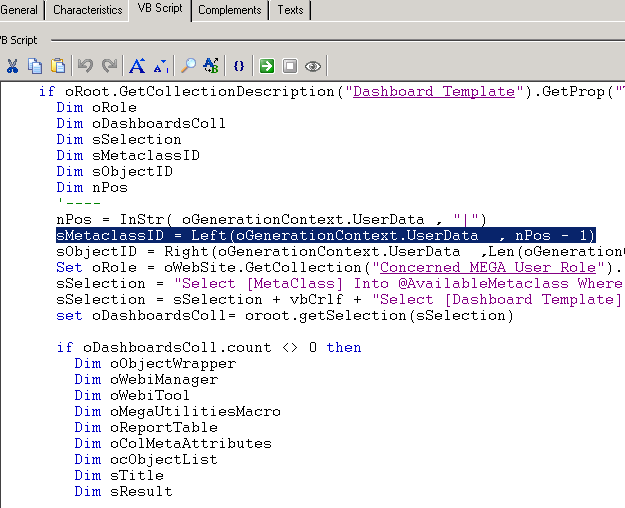 General Characteristics VB Script Complements Texts
VB Script
if oRoot.GetCollectionDescription("Dashboard Template").GetProp("
Dim oRole
Dim oDashboardsColl
Dim sSelection
Dim sMetaclassID
Dim sObjectID
Dim nPos
'----
nPos = InStr( oGenerationContext.UserData , "|")
sMetaclassID = Left(oGenerationContext.UserData , nPos - 1)
sObjectID = Right(oGenerationContext.UserData ,Len(oGeneration
Set oRole = oWebSite.GetCollection("Concerned MEGA User Role").
sSelection = "Select [MetaClass] Into @AvailableMetaclass Where
sSelection = sSelection + vbCrlf + "Select [Dashboard Template]
set oDashboardsColl= oroot.getSelection(sSelection)
if oDashboardsColl.count <> 0 then
Dim oObjectWrapper
Dim oWebiManager
Dim oWebiTool
Dim oMegaUtilitiesMacro
Dim oReportTable
Dim oColMetaAttributes
Dim ocObjectList
Dim sTitle
Dim sResult